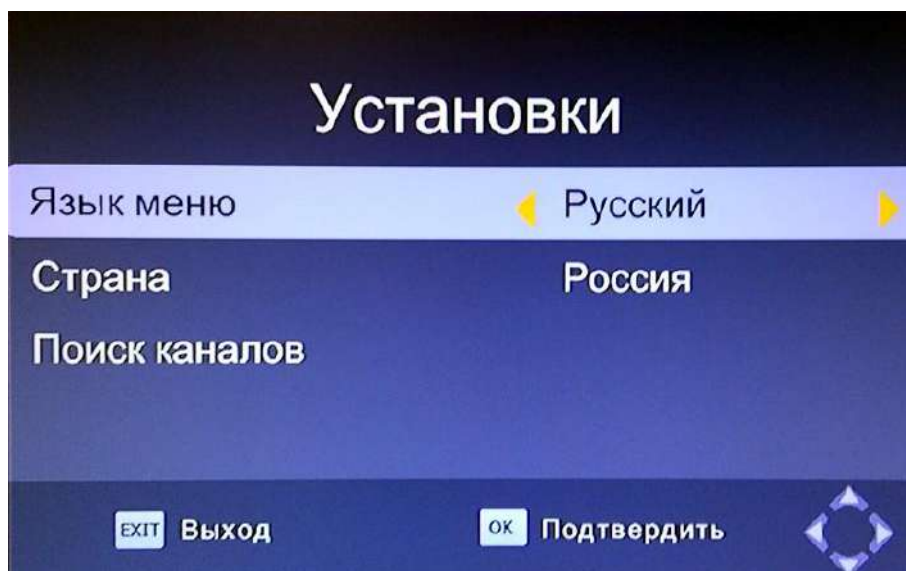 Установки
Язык меню Русский
Страна Россия
Поиск каналов
EXIT Выход OK Подтвердить